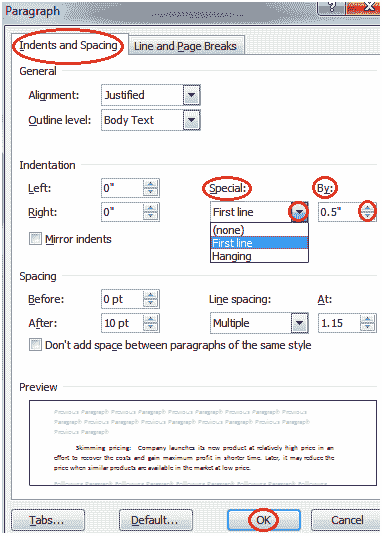 Paragraph
Indents and Spacing Line and Page Breaks
General
Alignment: Justified
Outline level: Body Text
Indentation
Left: 0" Special: By:
Right: 0" First line 0.5"
Mirror indents (none)
First line
Hanging
Spacing
Before: 0 pt Line spacing: At:
After: 10 pt Multiple 1.15
Don't add space between paragraphs of the same style
Preview
Previous Paragraph Previous Paragraph Previous Paragraph Previous
Paragraph Previous Paragraph Previous Paragraph Previous Paragraph
Previous Paragraph
Skimming pricing: Company launches its new product at relatively high price in an
effort to recover the costs and gain maximum profit in shorter time. Later, it may reduce the
price when similar products are available in the market at low price.
Tabs... Default... OK Cancel